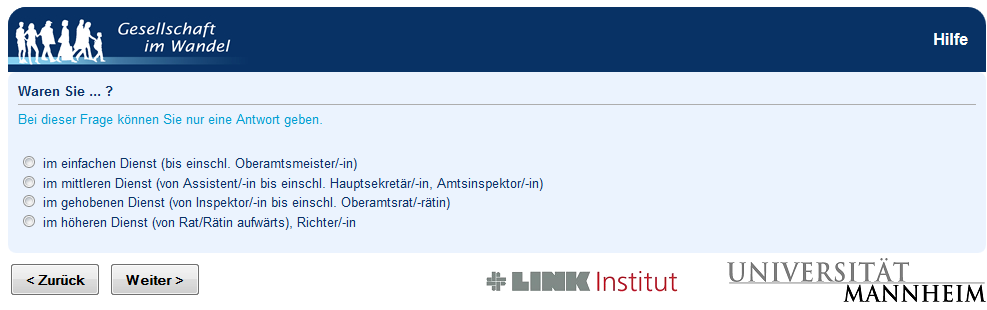 Gesellschaft
im Wandel
Hilfe
Waren Sie ... ?
Bei dieser Frage können Sie nur eine Antwort geben.
im einfachen Dienst (bis einschl. Oberamtsmeister/-in)
im mittleren Dienst (von Assistent/-in bis einschl. Hauptsekretär/-in, Amtsinspektor/-in)
im gehobenen Dienst (von Inspektor/-in bis einschl. Oberamtsrat/-rätin)
im höheren Dienst (von Rat/Rätin aufwärts), Richter/-in
< Zurück
Weiter >
LINK Institut
UNIVERSITÄT
MANNHEIM